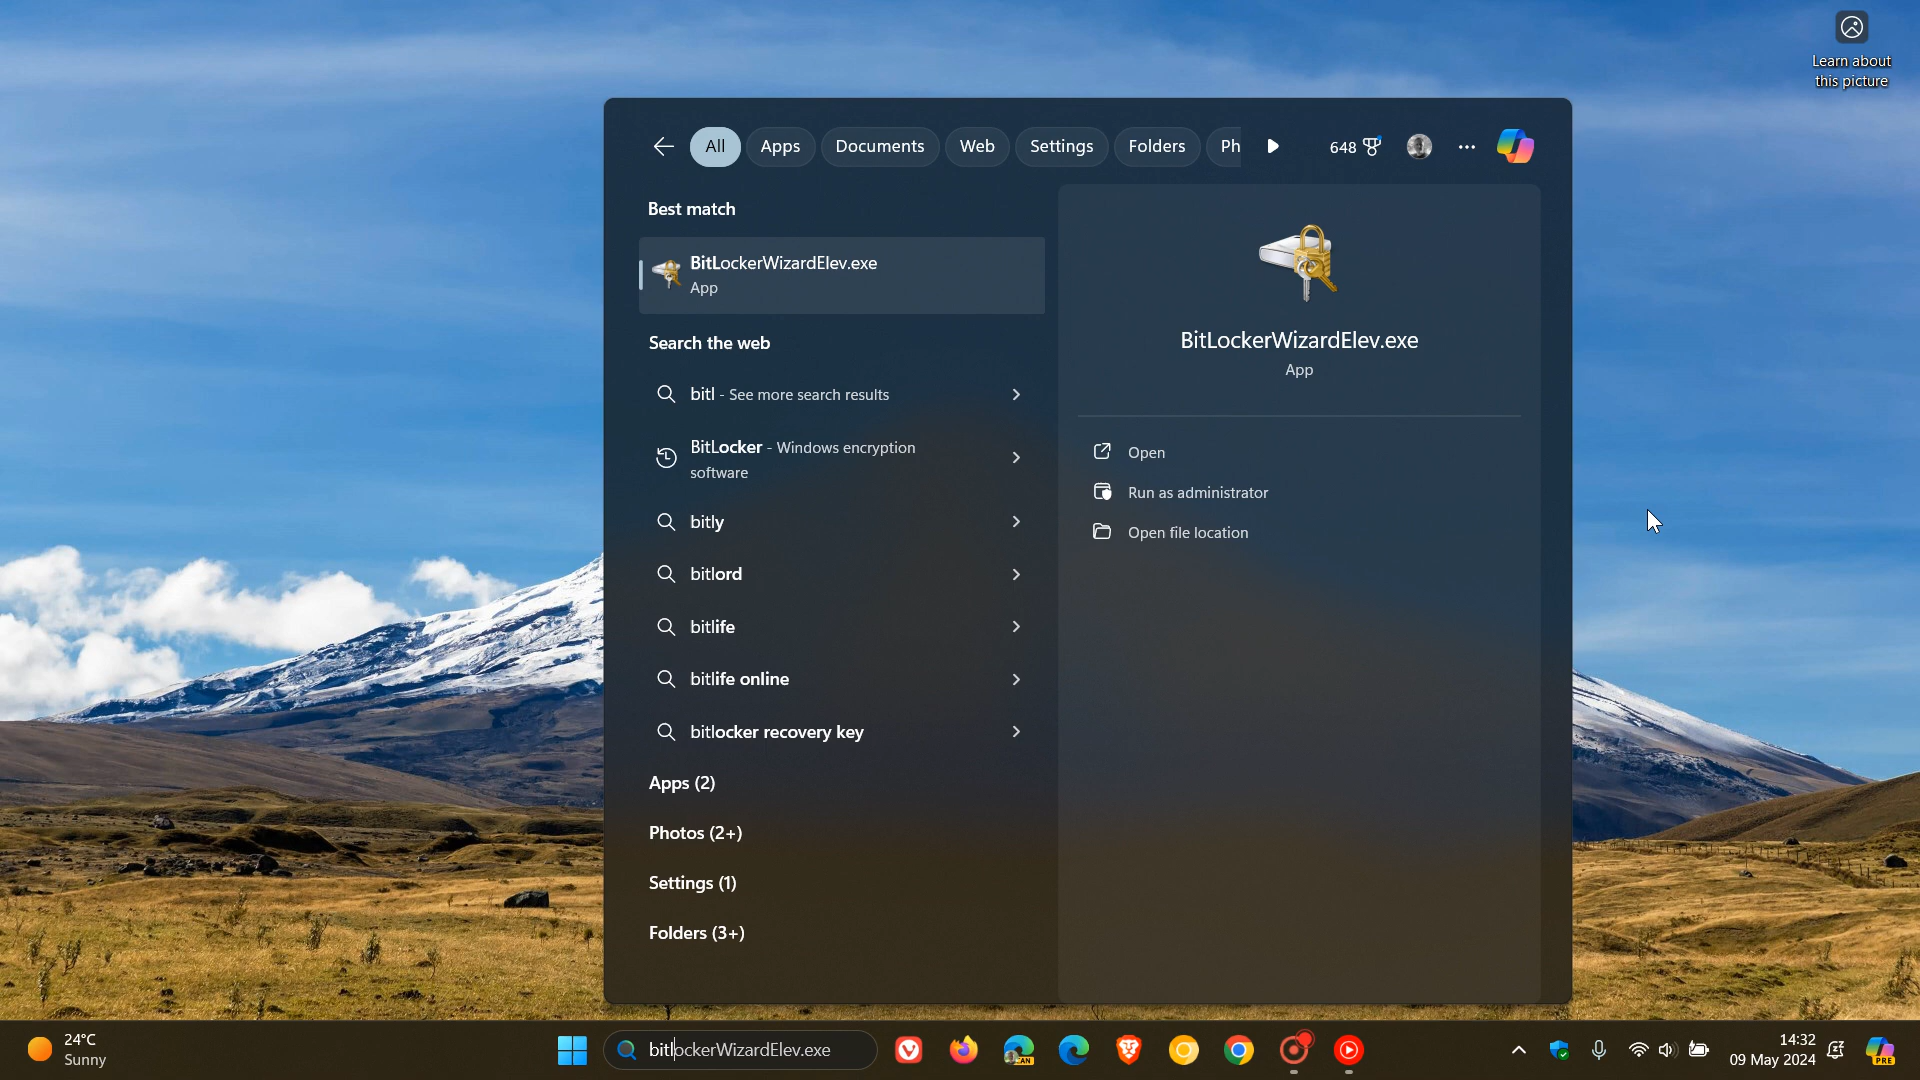 Learn about
this picture
All
Apps
Documents
Web
Settings
Folders
Ph
648
Best match
BitLockerWizardElev.exe
App
Search the web
bitl - See more search results
BitLocker - Windows encryption
software
bitly
bitlord
bitlife
bitlife online
bitlocker recovery key
Apps (2)
Photos (2+)
Settings (1)
Folders (3+)
BitLockerWizardElev.exe
App
Open
Run as administrator
Open file location
24°C
Sunny
bitlockerWizardElev.exe
CAN
14:32
09 May 2024
PRE